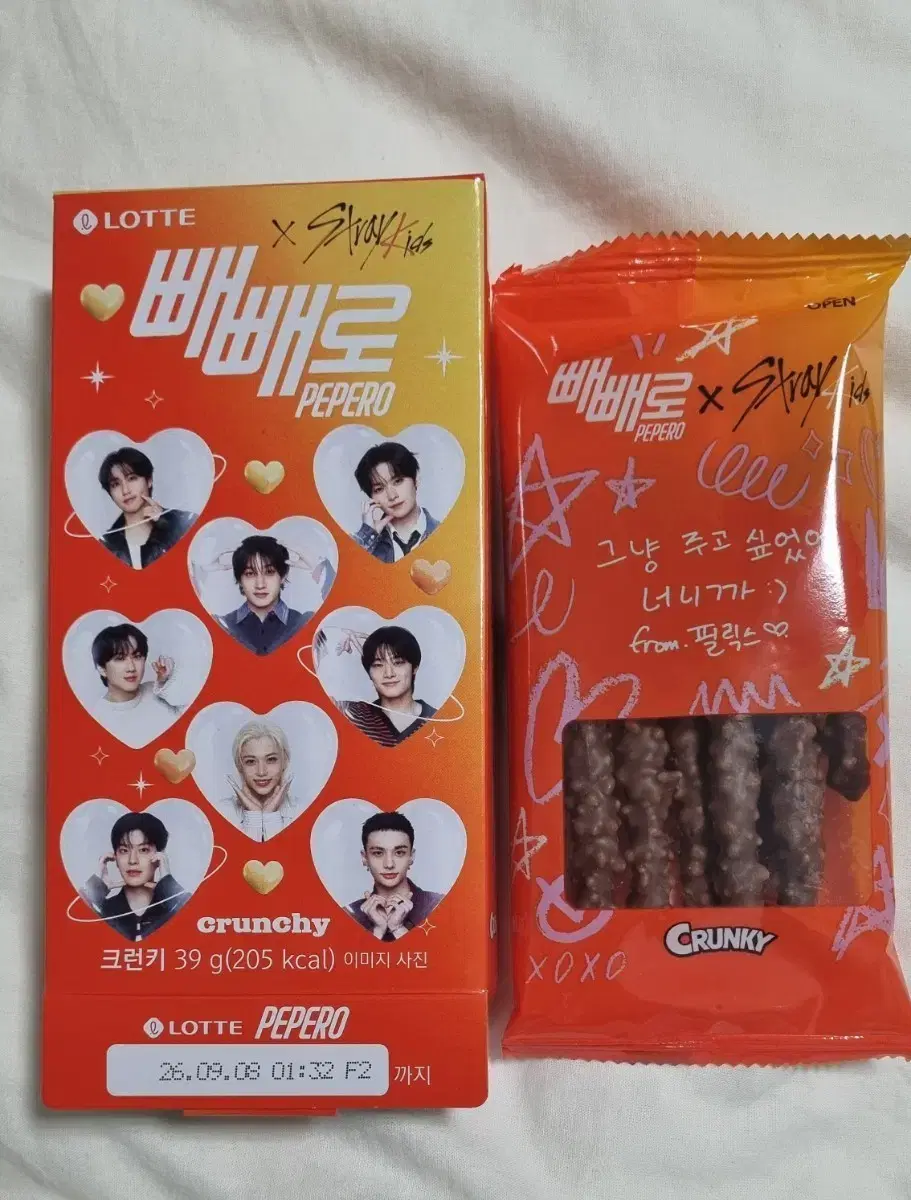 LOTTE
× Stray Kids
빼빼로
PEPERO
crunchy
크런키 39 g(205 kcal) 이미지 사진
LOTTE PEPERO
26.09.08 01:32 F2 까지
OPEN
빼빼로 × Stray Kids
PEPERO
그냥 주고 싶었어
너니까 :)
from. 필릭스♡
CRUNKY
XOXO